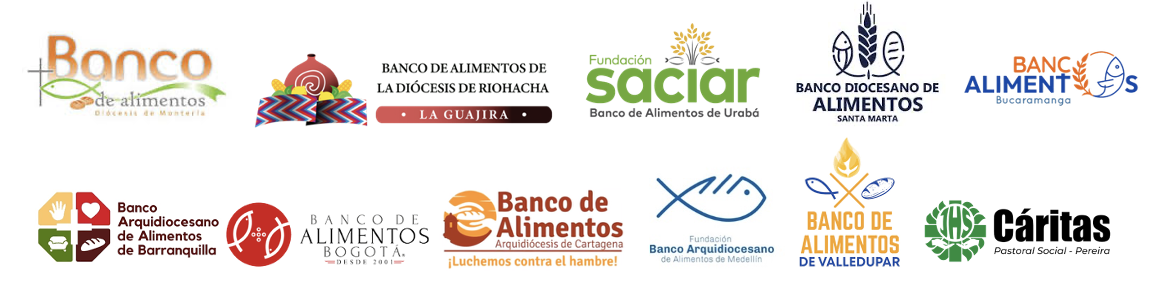 Banco
de alimentos
Diócesis de Montería
BANCO DE ALIMENTOS DE
LA DIÓCESIS DE RIOHACHA
• LA GUAJIRA •
Fundación
saciar
Banco de Alimentos de Urabá
BANCO DIOCESANO DE
ALIMENTOS
SANTA MARTA
BANC
ALIMENT S
Bucaramanga
Banco
Arquidiocesano
de Alimentos
de Barranquilla
BANCO DE
ALIMENTOS
BOGOTÁ
DESDE 2001
Banco de
Alimentos
Arquidiócesis de Cartagena
¡Luchemos contra el hambre!
Fundación
Banco Arquidiocesano
de Alimentos de Medellín
BANCO DE
ALIMENTOS
DE VALLEDUPAR
JHS
Cáritas
Pastoral Social - Pereira